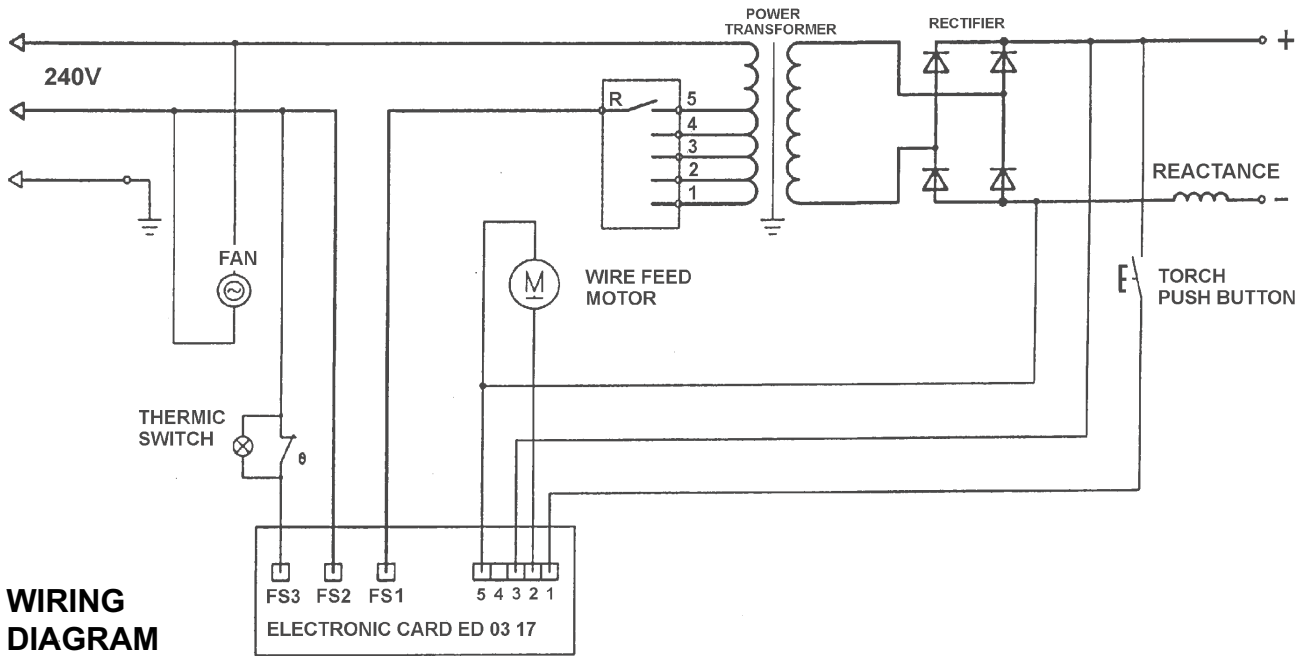 POWER
TRANSFORMER
RECTIFIER
+
240V
R
5
4
3
2
1
REACTANCE
-
FAN
M
WIRE FEED
MOTOR
TORCH
PUSH BUTTON
THERMIC
SWITCH
θ
FS3 FS2 FS1
5 4 3 2 1
ELECTRONIC CARD ED 03 17
WIRING
DIAGRAM